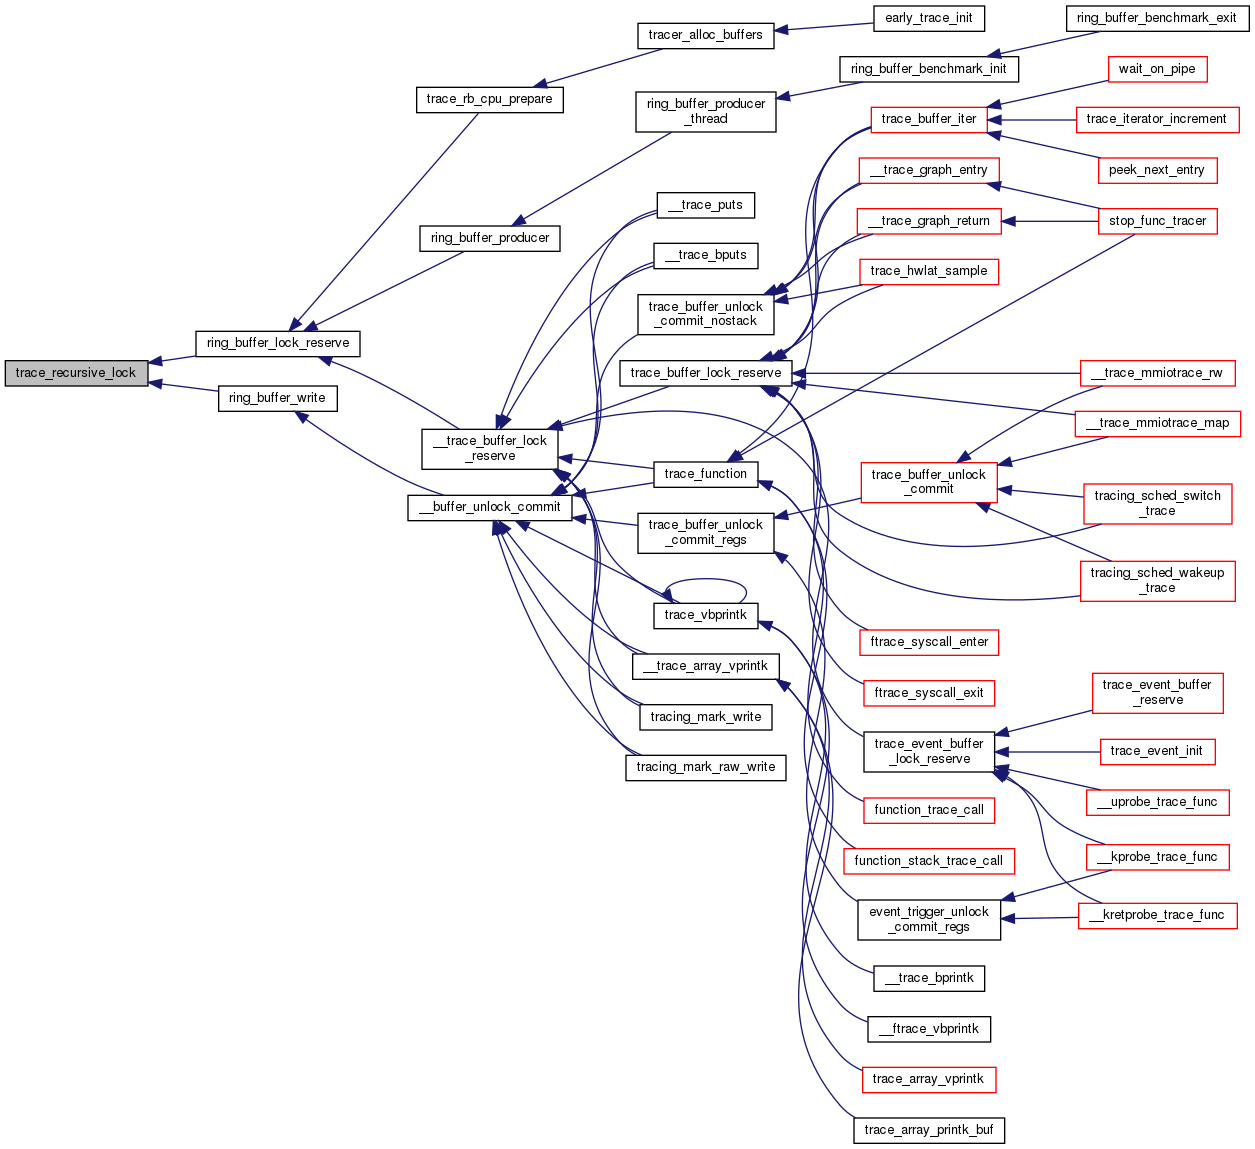 early_trace_init
ring_buffer_benchmark_exit
tracer_alloc_buffers
ring_buffer_benchmark_init
wait_on_pipe
trace_rb_cpu_prepare
ring_buffer_producer
_thread
trace_buffer_iter
trace_iterator_increment
__trace_graph_entry
peek_next_entry
__trace_puts
__trace_graph_return
stop_func_tracer
ring_buffer_producer
__trace_bputs
trace_hwlat_sample
trace_buffer_unlock
_commit_nostack
ring_buffer_lock_reserve
trace_recursive_lock
trace_buffer_lock_reserve
__trace_mmiotrace_rw
ring_buffer_write
__trace_mmiotrace_map
__trace_buffer_lock
_reserve
trace_function
trace_buffer_unlock
_commit
tracing_sched_switch
_trace
__buffer_unlock_commit
trace_buffer_unlock
_commit_regs
tracing_sched_wakeup
_trace
trace_vbprintk
ftrace_syscall_enter
__trace_array_vprintk
ftrace_syscall_exit
trace_event_buffer
_reserve
tracing_mark_write
trace_event_buffer
_lock_reserve
trace_event_init
tracing_mark_raw_write
function_trace_call
__uprobe_trace_func
function_stack_trace_call
__kprobe_trace_func
event_trigger_unlock
_commit_regs
__kretprobe_trace_func
__trace_bprintk
__ftrace_vbprintk
trace_array_vprintk
trace_array_printk_buf